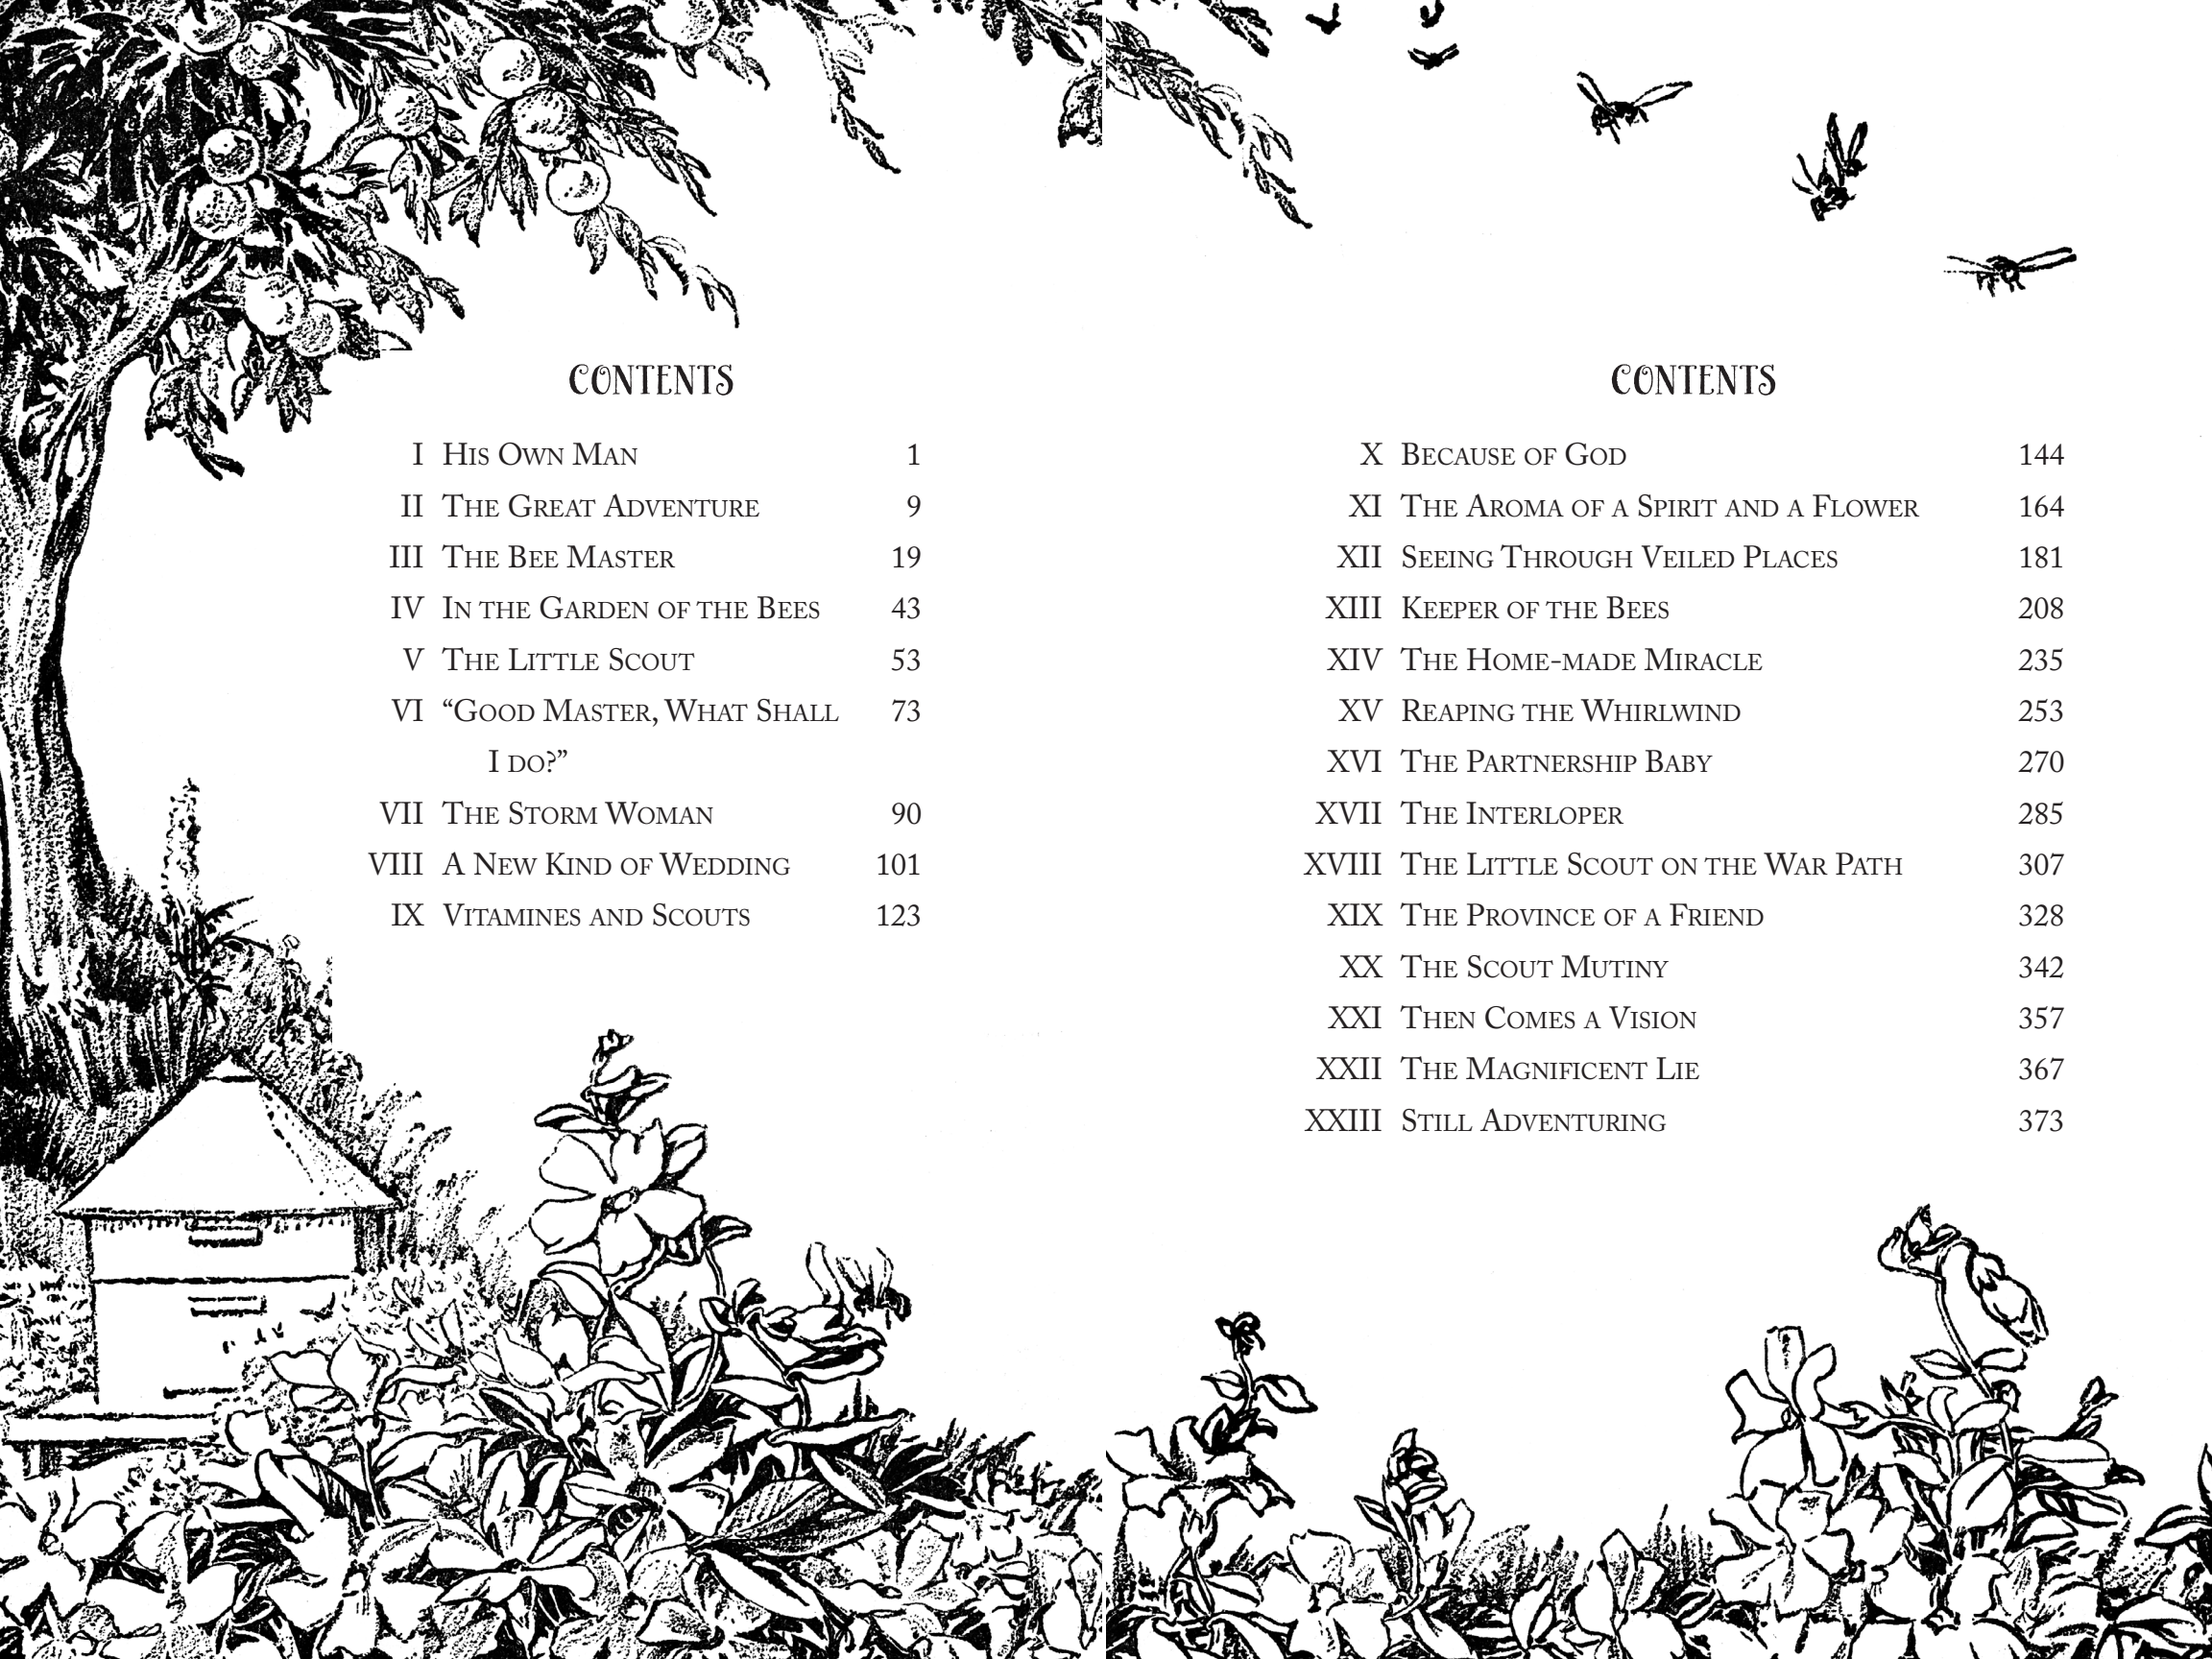 CONTENTS
I His Own Man 1
II The Great Adventure 9
III The Bee Master 19
IV In the Garden of the Bees 43
V The Little Scout 53
VI “Good Master, What Shall 73
I do?”
VII The Storm Woman 90
VIII A New Kind of Wedding 101
IX Vitamines and Scouts 123
CONTENTS
X Because of God 144
XI The Aroma of a Spirit and a Flower 164
XII Seeing Through Veiled Places 181
XIII Keeper of the Bees 208
XIV The Home-made Miracle 235
XV Reaping the Whirlwind 253
XVI The Partnership Baby 270
XVII The Interloper 285
XVIII The Little Scout on the War Path 307
XIX The Province of a Friend 328
XX The Scout Mutiny 342
XXI Then Comes a Vision 357
XXII The Magnificent Lie 367
XXIII Still Adventuring 373